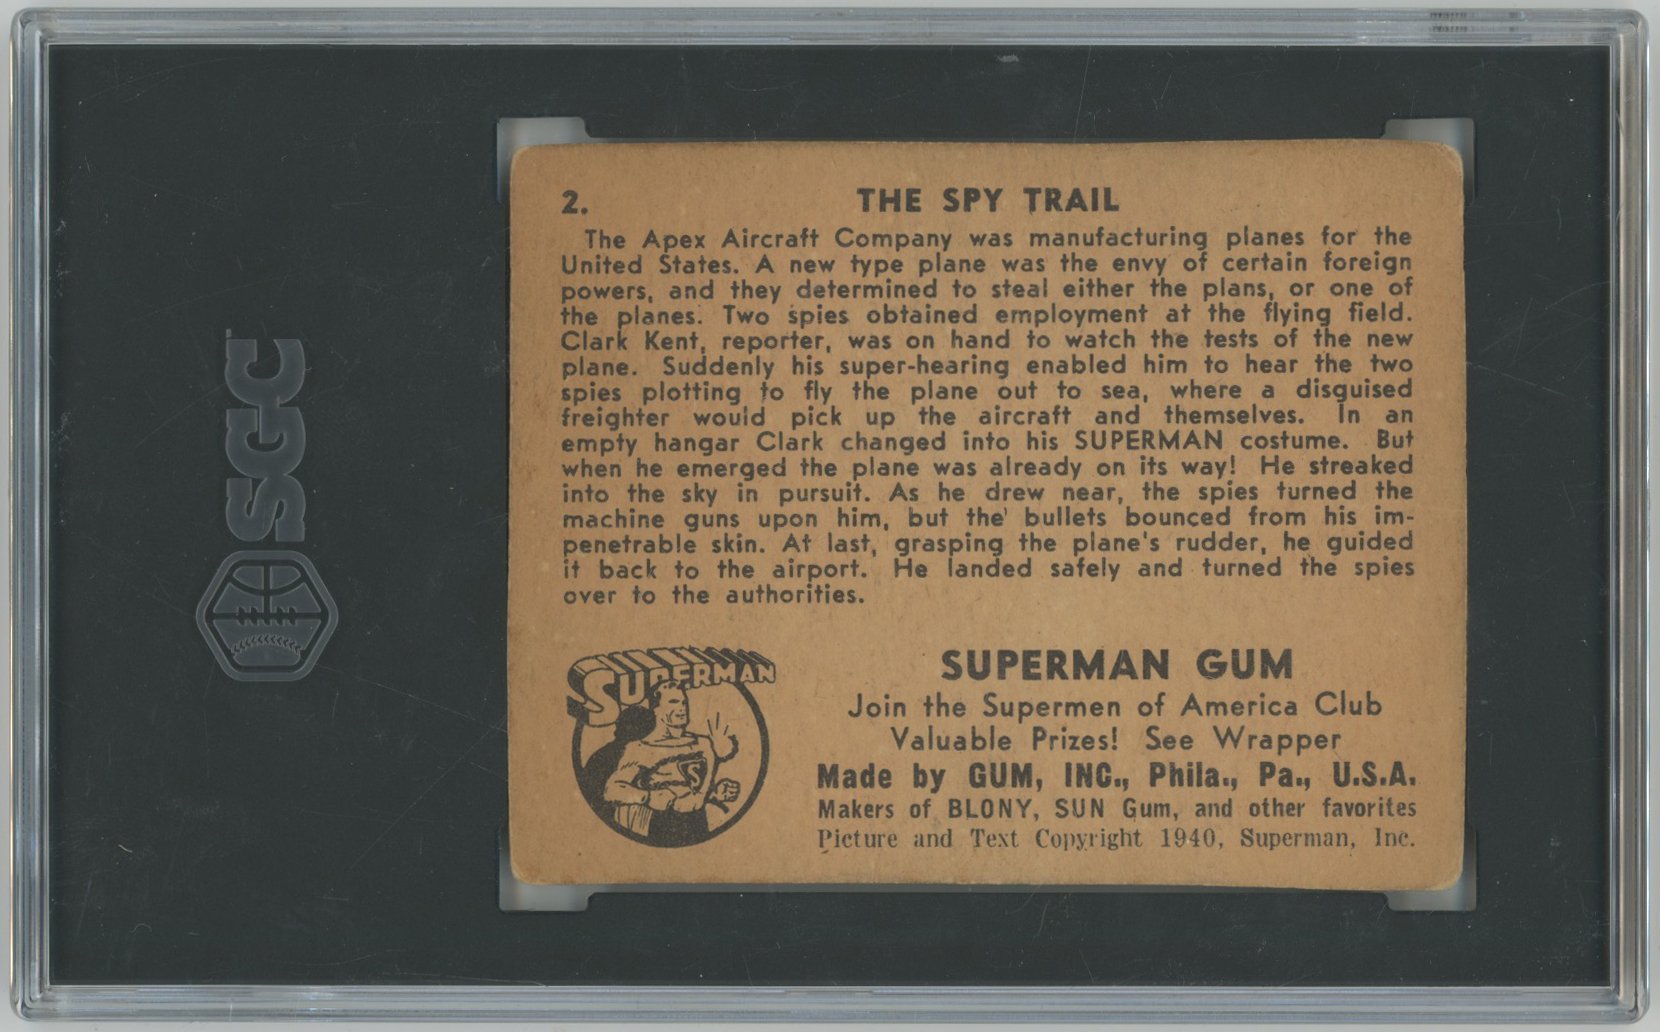 2. THE SPY TRAIL
The Apex Aircraft Company was manufacturing planes for the
United States. A new type plane was the envy of certain foreign
powers, and they determined to steal either the plans, or one of
the planes. Two spies obtained employment at the flying field.
Clark Kent, reporter, was on hand to watch the tests of the new
plane. Suddenly his super-hearing enabled him to hear the two
spies plotting to fly the plane out to sea, where a disguised
freighter would pick up the aircraft and themselves. In an
empty hangar Clark changed into his SUPERMAN costume. But
when he emerged the plane was already on its way! He streaked
into the sky in pursuit. As he drew near, the spies turned the
machine guns upon him, but the bullets bounced from his im-
penetrable skin. At last, grasping the plane's rudder, he guided
it back to the airport. He landed safely and turned the spies
over to the authorities.
SUPERMAN
S
SUPERMAN GUM
Join the Supermen of America Club
Valuable Prizes! See Wrapper
Made by GUM, INC., Phila., Pa., U.S.A.
Makers of BLONY, SUN Gum, and other favorites
Picture and Text Copyright 1940, Superman, Inc.
SGC